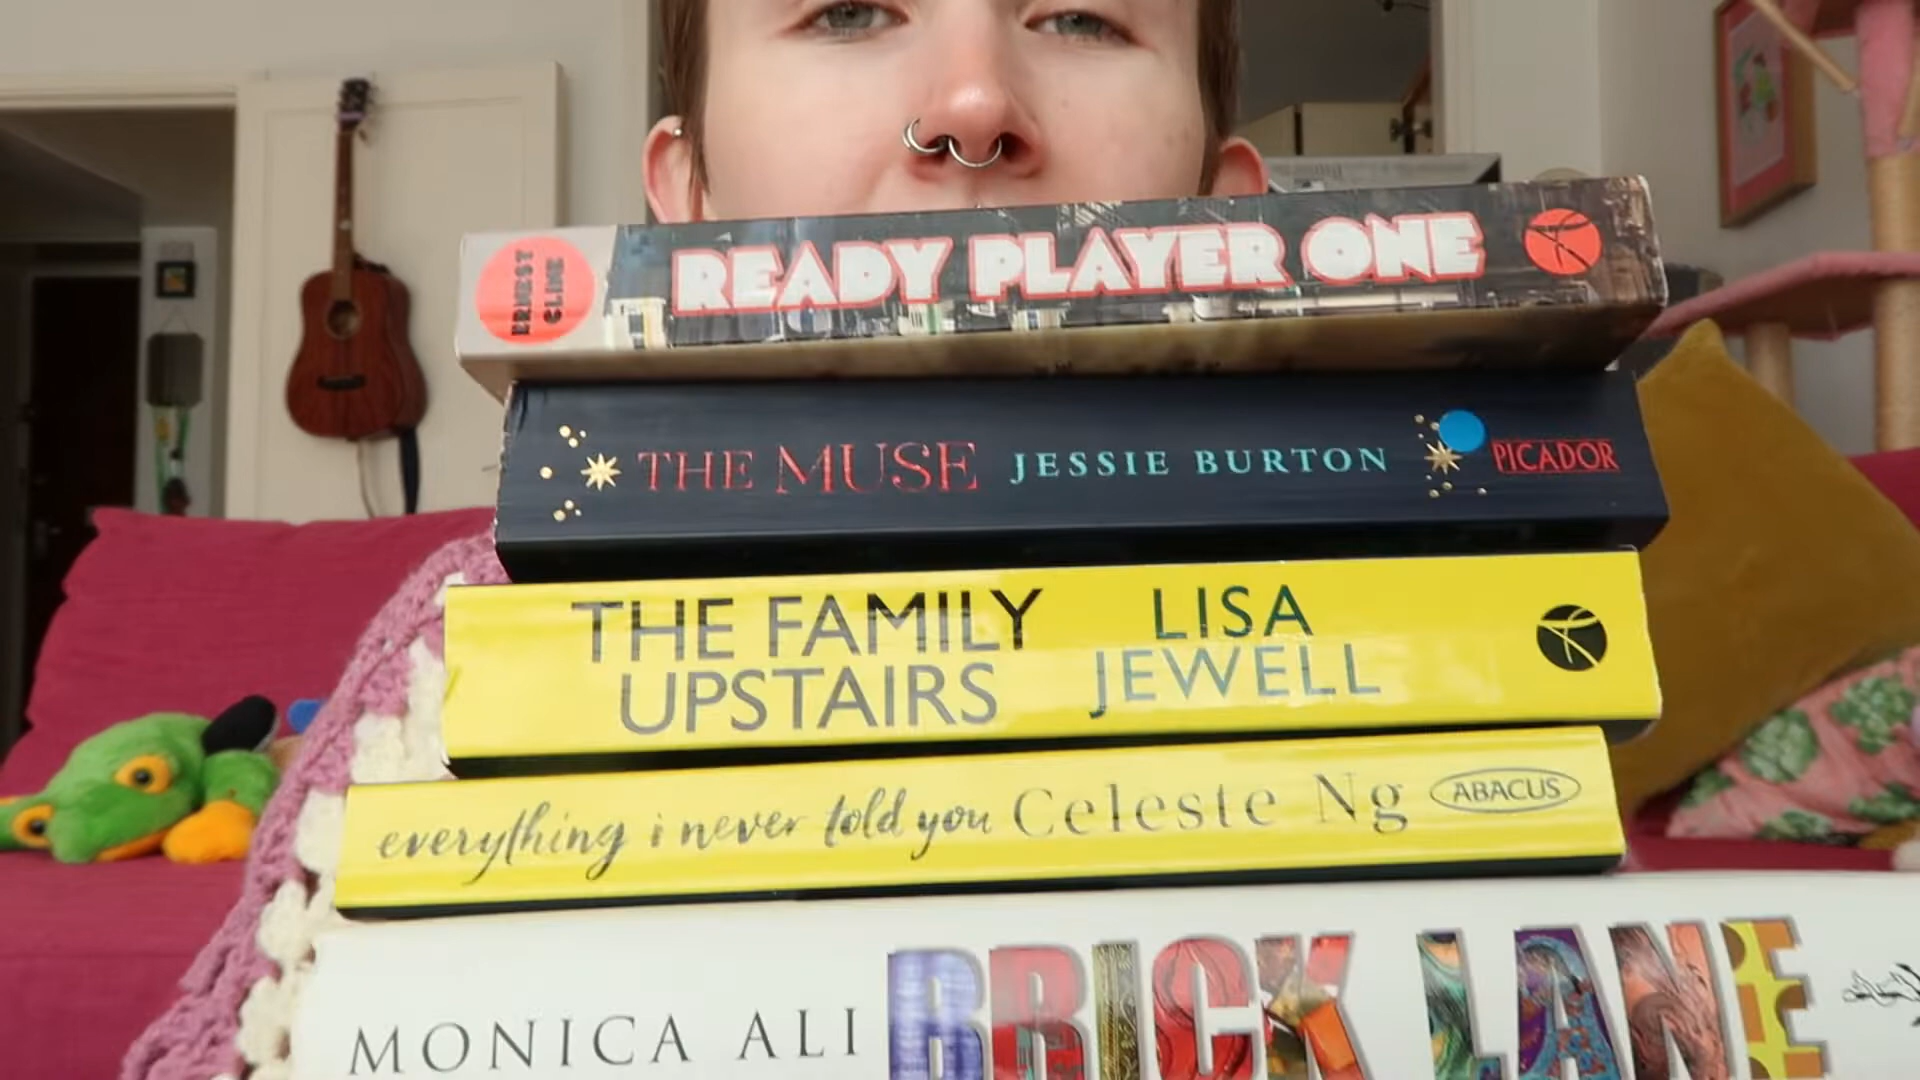 ERNEST
CLINE
READY PLAYER ONE
THE MUSE JESSIE BURTON PICADOR
THE FAMILY
UPSTAIRS
LISA
JEWELL
everything i never told you Celeste Ng ABACUS
MONICA ALI BRICK LANE